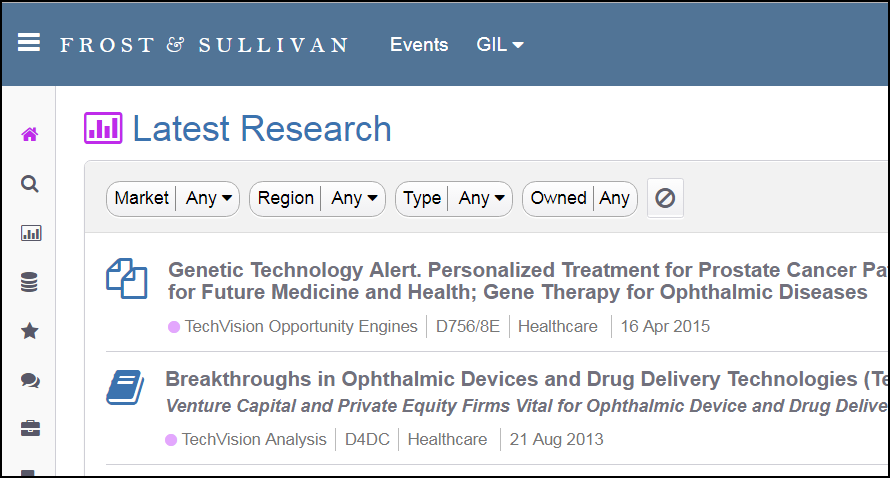 FROST & SULLIVAN Events GIL
Latest Research
Market Any Region Any Type Any Owned Any
Genetic Technology Alert. Personalized Treatment for Prostate Cancer Pa
for Future Medicine and Health; Gene Therapy for Ophthalmic Diseases
TechVision Opportunity Engines D756/8E Healthcare 16 Apr 2015
Breakthroughs in Ophthalmic Devices and Drug Delivery Technologies (Te
Venture Capital and Private Equity Firms Vital for Ophthalmic Device and Drug Delive
TechVision Analysis D4DC Healthcare 21 Aug 2013